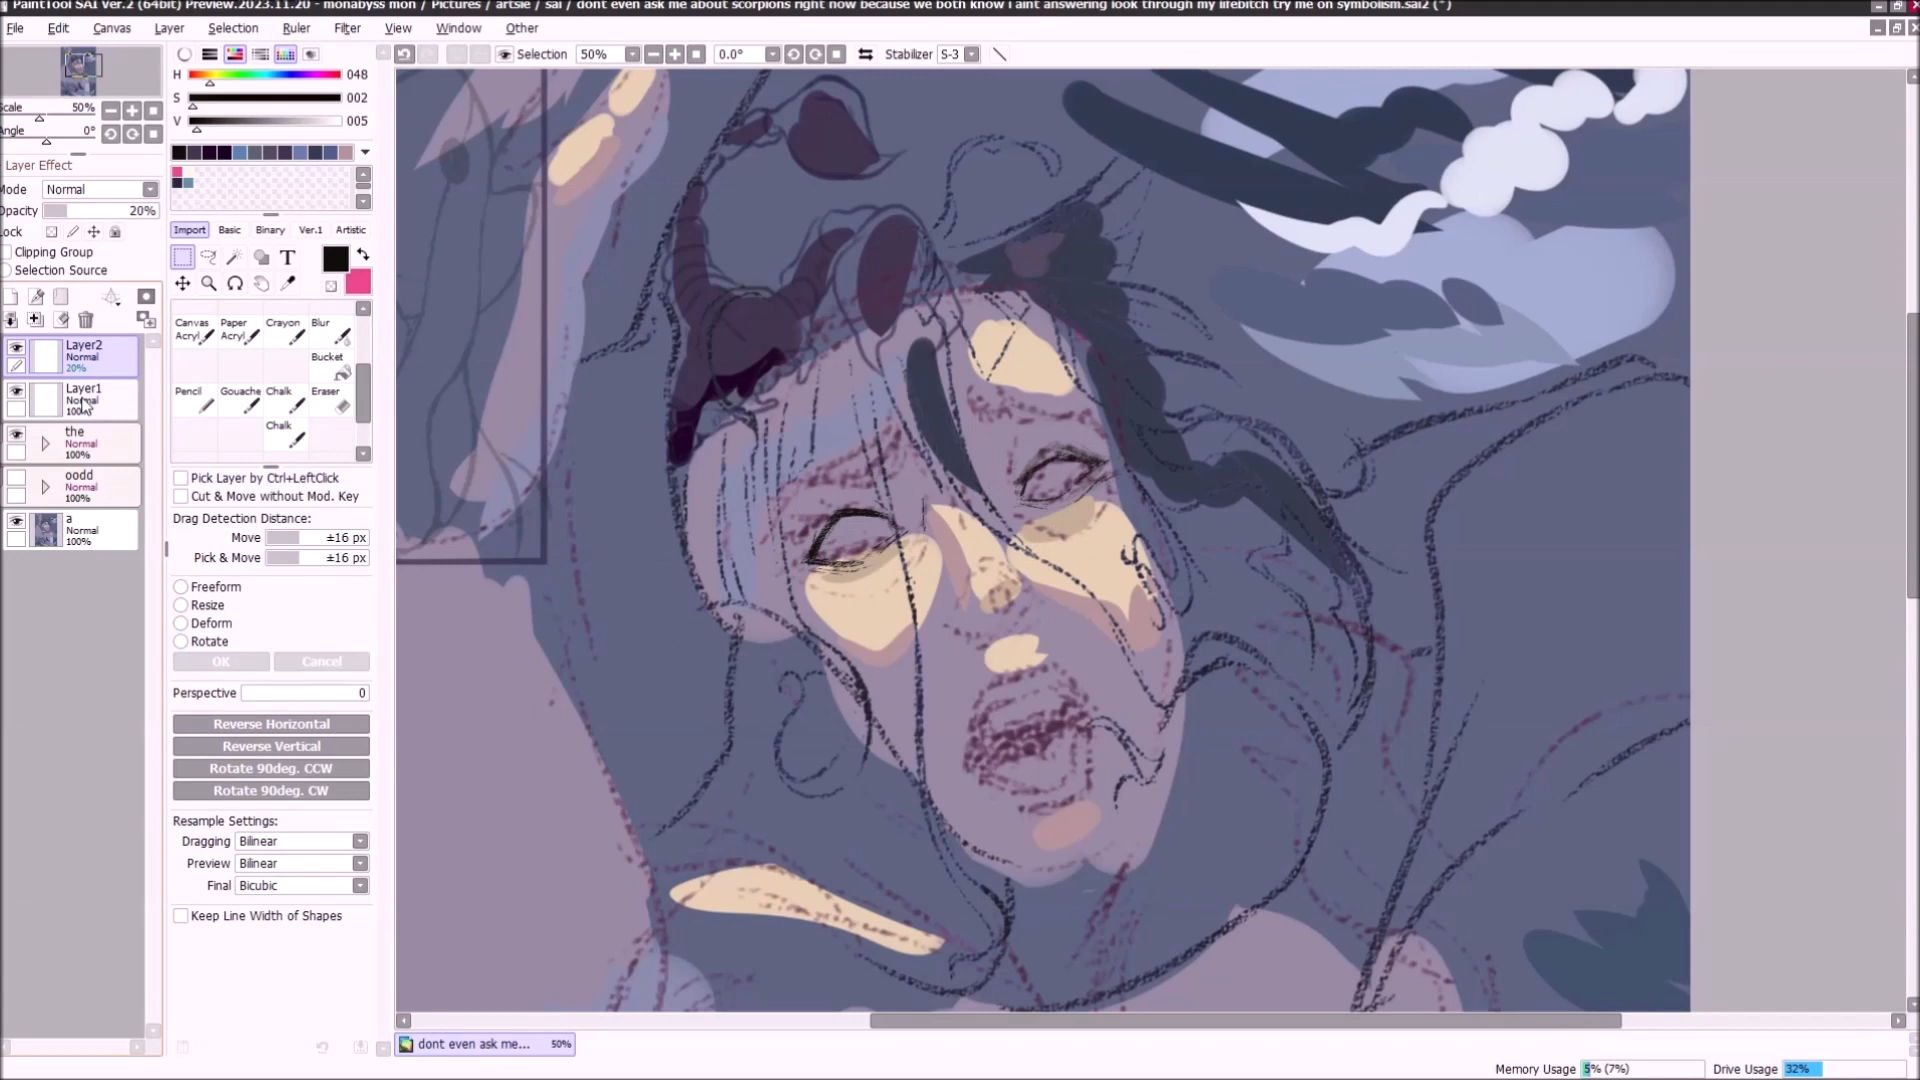 PaintTool SAI Ver.2 (64bit) Preview.2023.11.20 - monabyss mon / Pictures / artsie / sai / dont even ask me about scorpions right now because we both know i aint answering look through my lifebitch try me on symbolism.sai2 (*)
File Edit Canvas Layer Selection Ruler Filter View Window Other
Selection 50% 0.0° Stabilizer S-3
H 048
S 002
V 005
Scale 50%
Angle 0°
Layer Effect
Mode Normal
Opacity 20%
Lock
Clipping Group
Selection Source
Layer2
Normal
20%
Layer1
Normal
100%
the
Normal
100%
oodd
Normal
100%
a
Normal
100%
Import Basic Binary Ver.1 Artistic
T
Canvas Acryl Paper Acryl Crayon Blur
Bucket
Pencil Gouache Chalk Eraser
Chalk
Pick Layer by Ctrl+LeftClick
Cut & Move without Mod. Key
Drag Detection Distance:
Move ±16 px
Pick & Move ±16 px
Freeform
Resize
Deform
Rotate
OK Cancel
Perspective 0
Reverse Horizontal
Reverse Vertical
Rotate 90deg. CCW
Rotate 90deg. CW
Resample Settings:
Dragging Bilinear
Preview Bilinear
Final Bicubic
Keep Line Width of Shapes
dont even ask me... 50%
Memory Usage 5% (7%) Drive Usage 32%